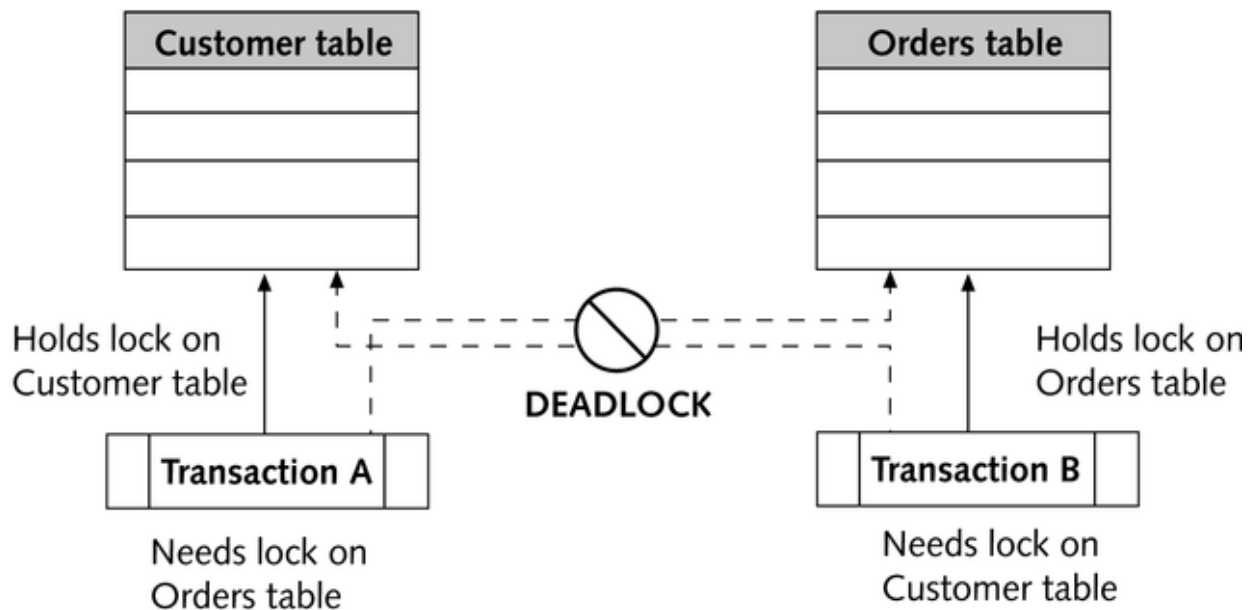 Customer table
Orders table
Holds lock on
Customer table
Holds lock on
Orders table
DEADLOCK
Transaction A
Transaction B
Needs lock on
Orders table
Needs lock on
Customer table